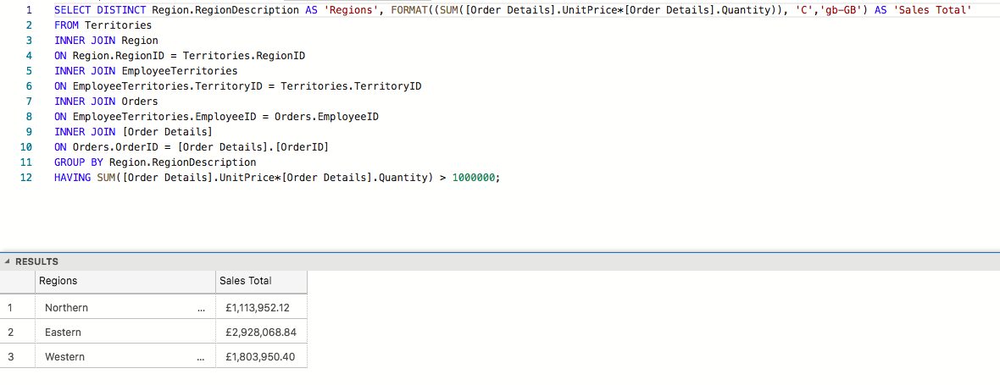 1 SELECT DISTINCT Region.RegionDescription AS 'Regions', FORMAT((SUM([Order Details].UnitPrice*[Order Details].Quantity)), 'C','gb-GB') AS 'Sales Total'
2 FROM Territories
3 INNER JOIN Region
4 ON Region.RegionID = Territories.RegionID
5 INNER JOIN EmployeeTerritories
6 ON EmployeeTerritories.TerritoryID = Territories.TerritoryID
7 INNER JOIN Orders
8 ON EmployeeTerritories.EmployeeID = Orders.EmployeeID
9 INNER JOIN [Order Details]
10 ON Orders.OrderID = [Order Details].[OrderID]
11 GROUP BY Region.RegionDescription
12 HAVING SUM([Order Details].UnitPrice*[Order Details].Quantity) > 1000000;
RESULTS
Regions Sales Total
1 Northern ... £1,113,952.12
2 Eastern £2,928,068.84
3 Western ... £1,803,950.40